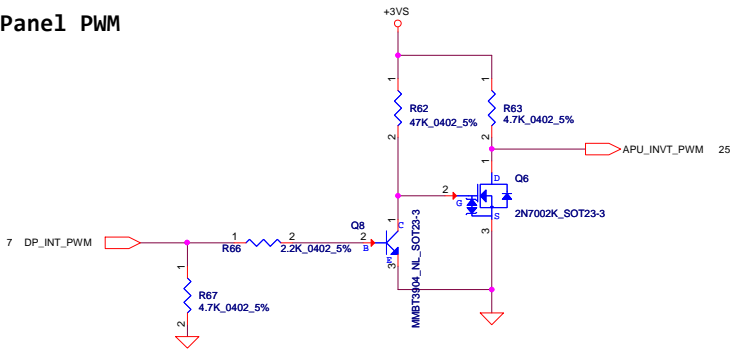 Panel PWM
+3VS
1 1
R62 R63
47K_0402_5% 4.7K_0402_5%
2 2
APU_INVT_PWM 25
1
D Q6
2 G
1 S 2N7002K_SOT23-3
Q8 C 3
7 DP_INT_PWM 1 2 2
R66 2.2K_0402_5% B
E
3
MMBT3904_NL_SOT23-3
1
R67
4.7K_0402_5%
2